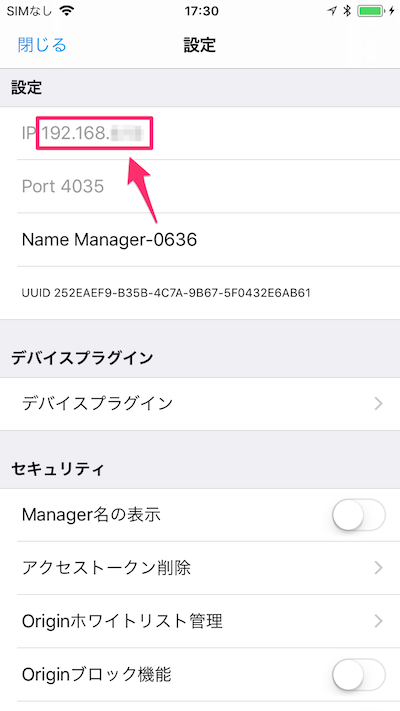 SIMなし 17:30
閉じる 設定
設定
IP 192.168.
Port 4035
Name Manager-0636
UUID 252EAEF9-B35B-4C7A-9B67-5F0432E6AB61
デバイスプラグイン
デバイスプラグイン
セキュリティ
Manager名の表示
アクセストークン削除
Originホワイトリスト管理
Originブロック機能